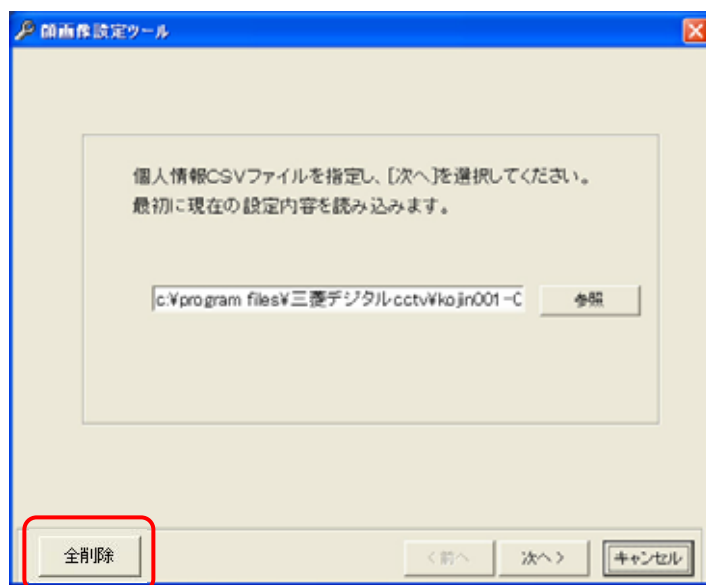 顔画像設定ツール
個人情報CSVファイルを指定し、[次へ]を選択してください。
最初に現在の設定内容を読み込みます。
c:¥program files¥三菱デジタルcctv¥kojin001-C
参照
全削除
<前へ
次へ>
キャンセル